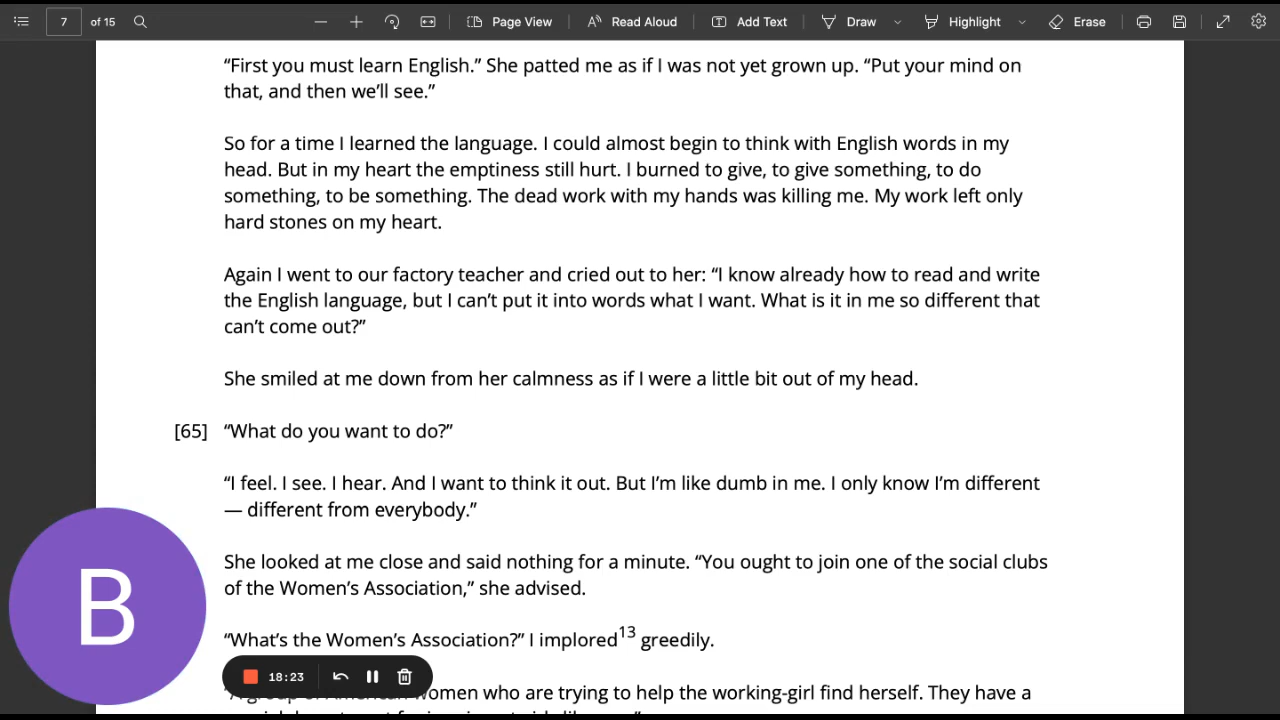 7 of 15 Page View Read Aloud Add Text Draw Highlight Erase
“First you must learn English.” She patted me as if I was not yet grown up. “Put your mind on
that, and then we’ll see.”
So for a time I learned the language. I could almost begin to think with English words in my
head. But in my heart the emptiness still hurt. I burned to give, to give something, to do
something, to be something. The dead work with my hands was killing me. My work left only
hard stones on my heart.
Again I went to our factory teacher and cried out to her: “I know already how to read and write
the English language, but I can’t put it into words what I want. What is it in me so different that
can’t come out?”
She smiled at me down from her calmness as if I were a little bit out of my head.
[65] “What do you want to do?”
“I feel. I see. I hear. And I want to think it out. But I’m like dumb in me. I only know I’m different
— different from everybody.”
She looked at me close and said nothing for a minute. “You ought to join one of the social clubs
of the Women’s Association,” she advised.
“What’s the Women’s Association?” I implored13 greedily.
women who are trying to help the working-girl find herself. They have a
B
18:23